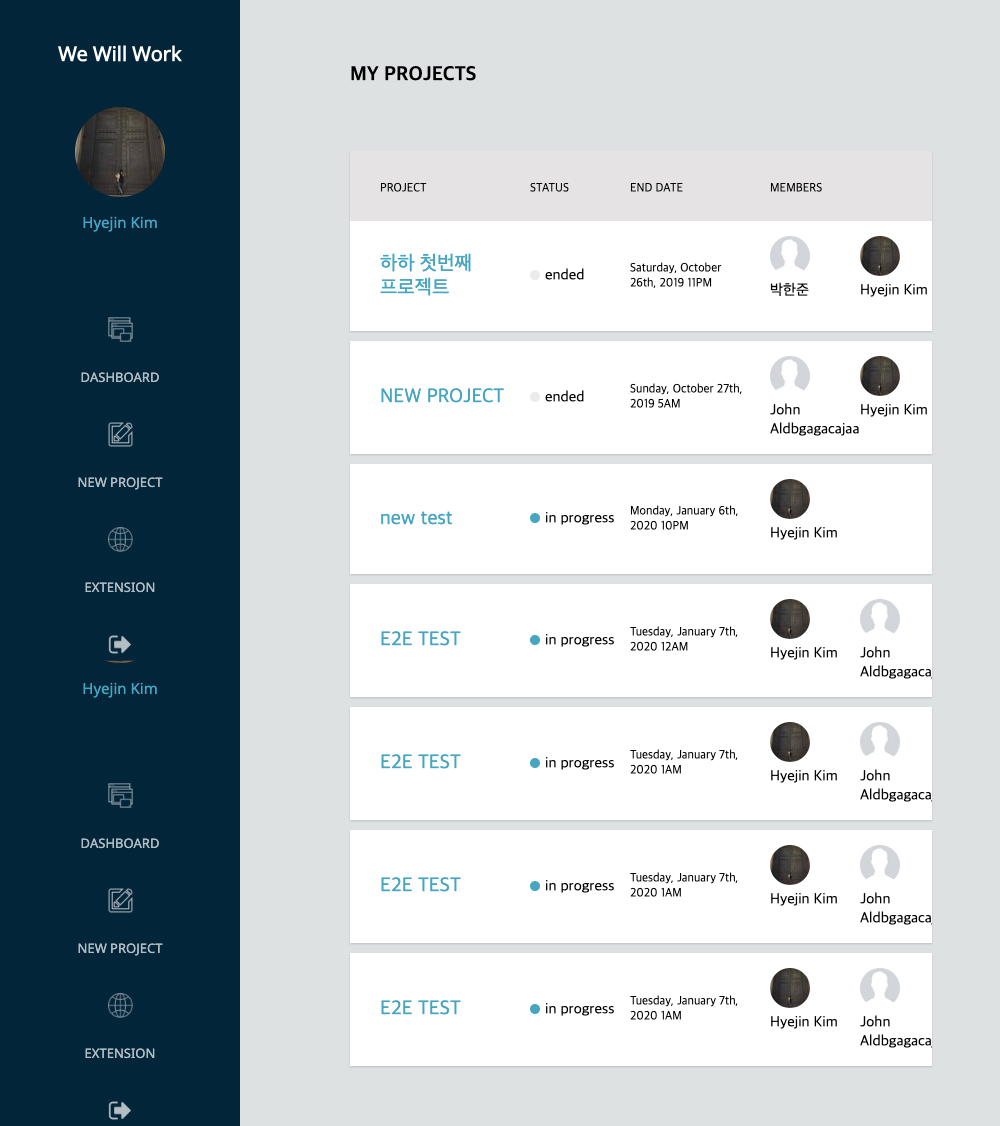 We Will Work
Hyejin Kim
DASHBOARD
NEW PROJECT
EXTENSION
Hyejin Kim
DASHBOARD
NEW PROJECT
EXTENSION
MY PROJECTS
PROJECT STATUS END DATE MEMBERS
하하 첫번째
프로젝트
ended
Saturday, October
26th, 2019 11PM
박한준
Hyejin Kim
NEW PROJECT
ended
Sunday, October 27th,
2019 5AM
John
Aldbgagacajaa
Hyejin Kim
new test
in progress
Monday, January 6th,
2020 10PM
Hyejin Kim
E2E TEST
in progress
Tuesday, January 7th,
2020 12AM
Hyejin Kim
John
Aldbgagaca
E2E TEST
in progress
Tuesday, January 7th,
2020 1AM
Hyejin Kim
John
Aldbgagaca
E2E TEST
in progress
Tuesday, January 7th,
2020 1AM
Hyejin Kim
John
Aldbgagaca
E2E TEST
in progress
Tuesday, January 7th,
2020 1AM
Hyejin Kim
John
Aldbgagaca